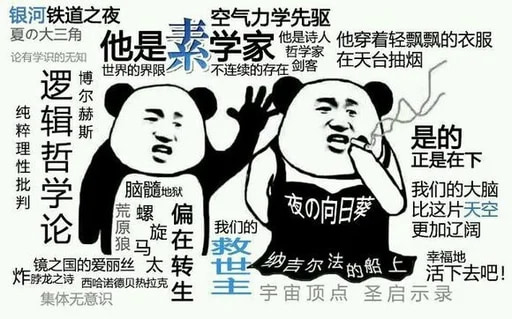 银河铁道之夜
夏の大三角
论有学识的无知
空气力学先驱
他是素学家
世界的界限
不连续的存在
他是诗人
哲学家
剑客
他穿着轻飘飘的衣服
在天台抽烟
逻辑哲学论
博尔赫斯
纯粹理性批判
是的
正是在下
我们的大脑
比这片天空
更加辽阔
幸福地
活下去吧！
脑髓地狱
荒原狼
螺旋
马太
偏在转生
我们的
救世主
夜の向日葵
纳吉尔法的船上
镜之国的爱丽丝
炸脖龙之诗
西哈诺德贝热拉克
集体无意识
宇宙顶点
圣启示录